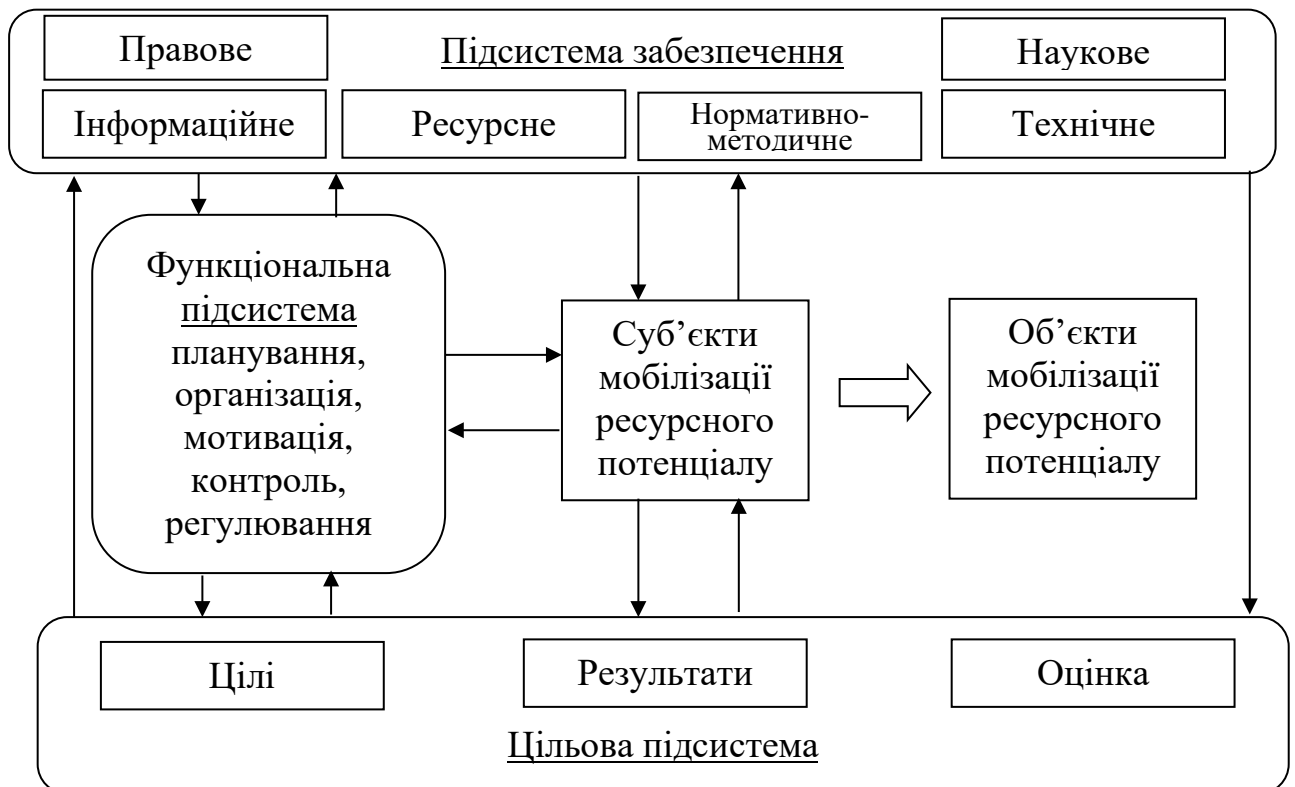 Правове
Підсистема забезпечення
Наукове
Інформаційне
Ресурсне
Нормативно-
методичне
Технічне
Функціональна
підсистема
планування,
організація,
мотивація,
контроль,
регулювання
Суб’єкти
мобілізації
ресурсного
потенціалу
Об’єкти
мобілізації
ресурсного
потенціалу
Цілі
Результати
Оцінка
Цільова підсистема